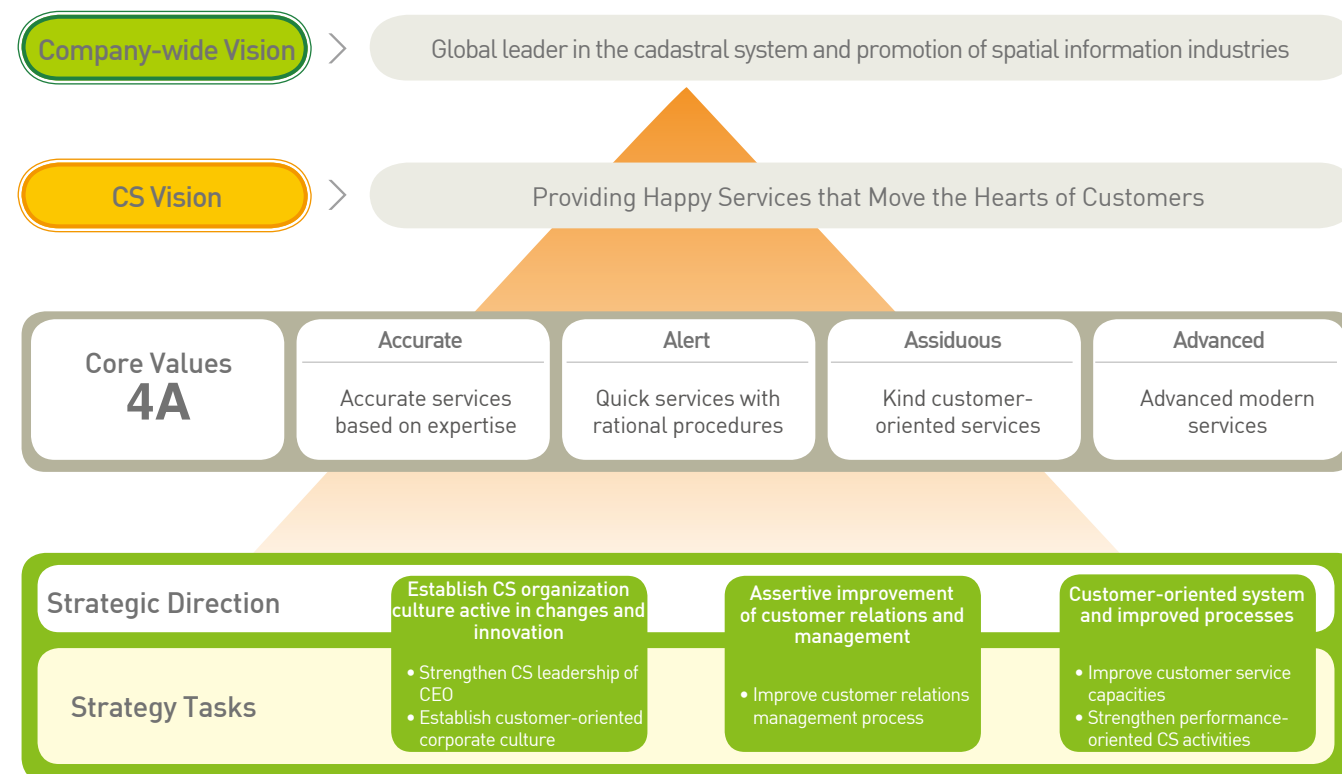 Company-wide Vision
Global leader in the cadastral system and promotion of spatial information industries
CS Vision
Providing Happy Services that Move the Hearts of Customers
Core Values
4A
Accurate
Accurate services
based on expertise
Alert
Quick services with
rational procedures
Assiduous
Kind customer-
oriented services
Advanced
Advanced modern
services
Strategic Direction
Establish CS organization
culture active in changes and
innovation
Assertive improvement
of customer relations and
management
Customer-oriented system
and improved processes
Strategy Tasks
• Strengthen CS leadership of
CEO
• Establish customer-oriented
corporate culture
• Improve customer relations
management process
• Improve customer service
capacities
• Strengthen performance-
oriented CS activities